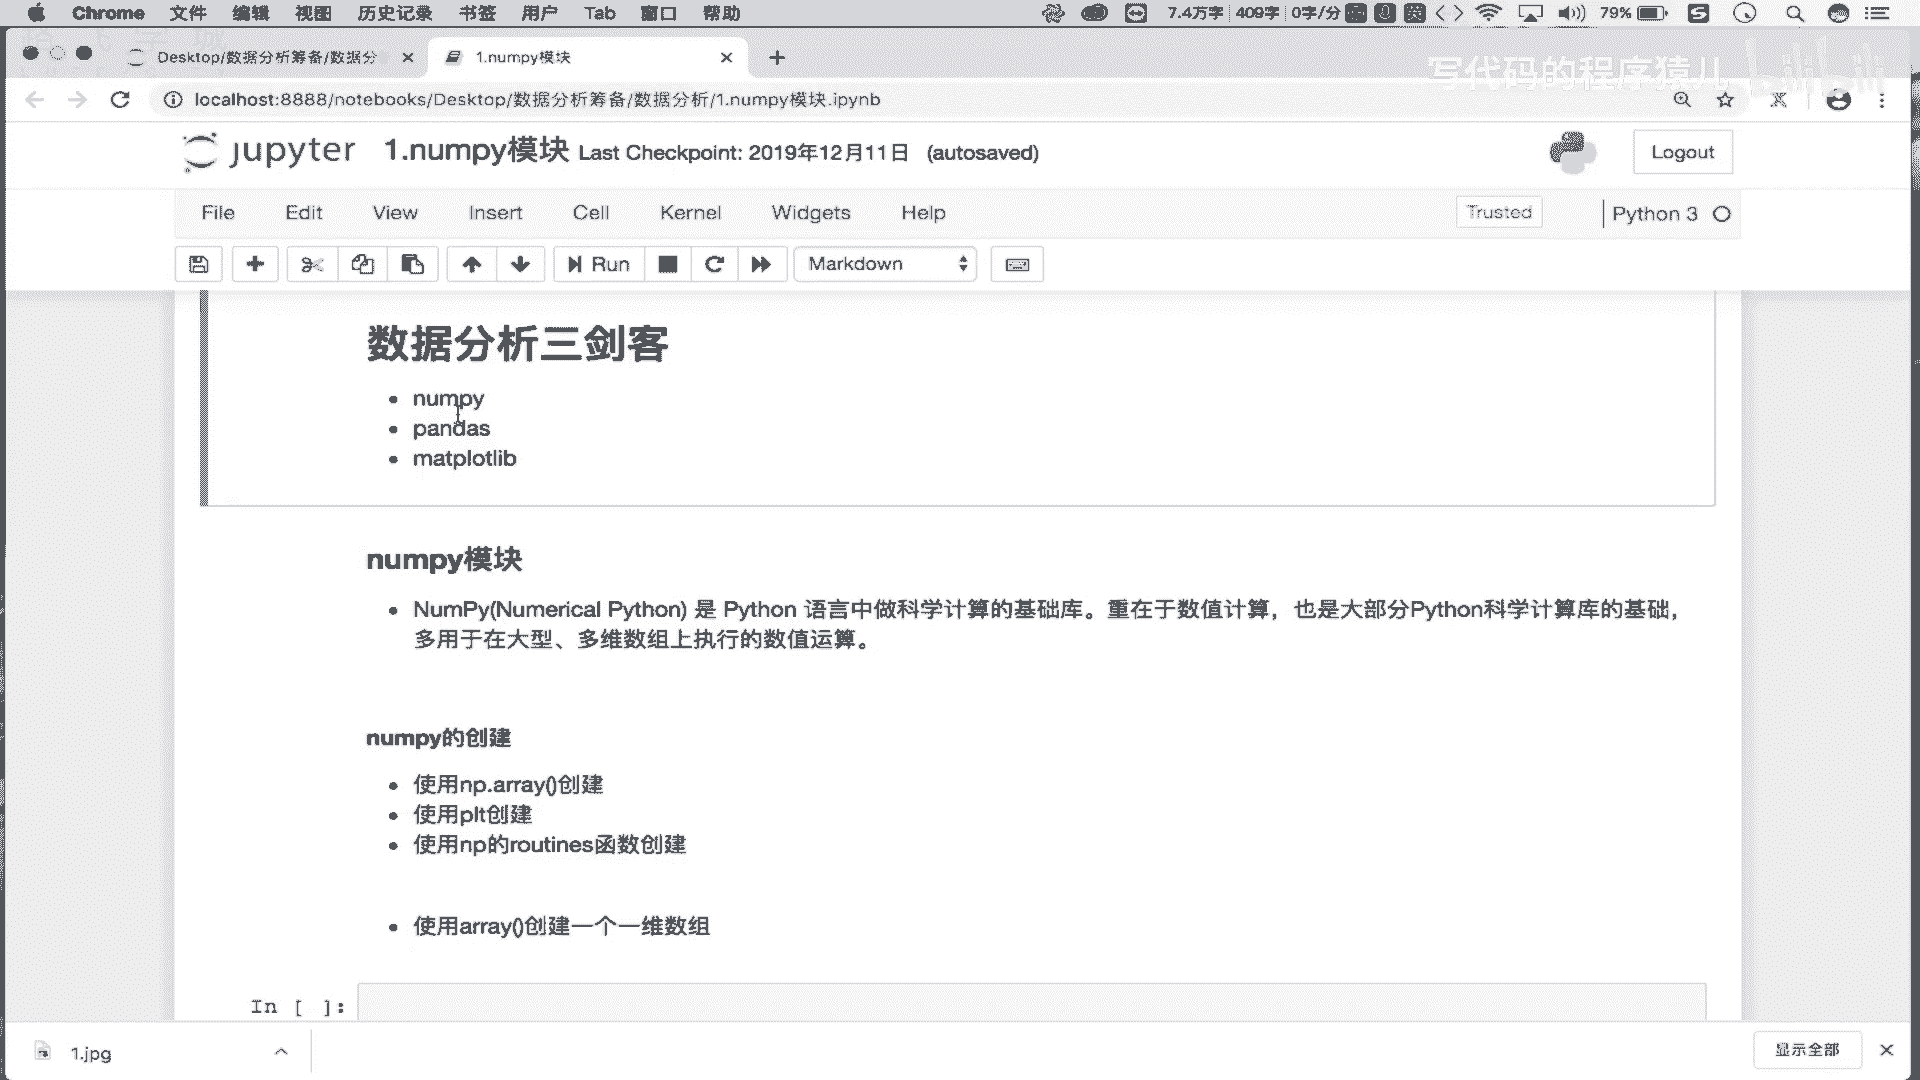 Chrome 文件 编辑 视图 历史记录 书签 用户 Tab 窗口 帮助 7.4万字 409字 0字/分 英 79%
Desktop/数据分析筹备/数据分 1.numpy模块
写代码的程序猿儿 bilibili
localhost:8888/notebooks/Desktop/数据分析筹备/数据分析/1.numpy模块.ipynb
jupyter 1.numpy模块 Last Checkpoint: 2019年12月11日 (autosaved) Logout
File Edit View Insert Cell Kernel Widgets Help Trusted Python 3
Run Markdown
数据分析三剑客
numpy
pandas
matplotlib
numpy模块
NumPy(Numerical Python) 是 Python 语言中做科学计算的基础库。重在于数值计算，也是大部分Python科学计算库的基础，
多用于在大型、多维数组上执行的数值运算。
numpy的创建
使用np.array()创建
使用plt创建
使用np的routines函数创建
使用array()创建一个一维数组
In [ ]:
1.jpg 显示全部